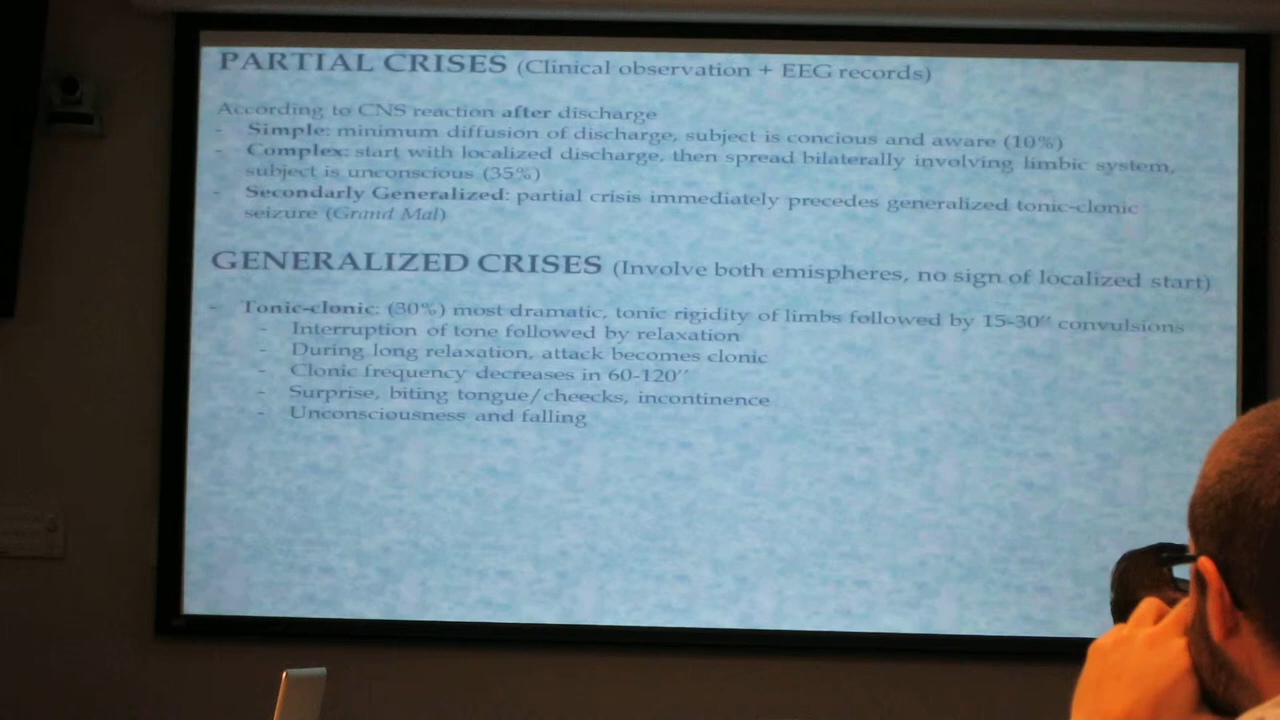 PARTIAL CRISES (Clinical observation + EEG records)
According to CNS reaction after discharge
- Simple: minimum diffusion of discharge, subject is concious and aware (10%)
- Complex: start with localized discharge, then spread bilaterally involving limbic system,
subject is unconscious (35%)
- Secondarly Generalized: partial crisis immediately precedes generalized tonic-clonic
seizure (Grand Mal)
GENERALIZED CRISES (Involve both emispheres, no sign of localized start)
- Tonic-clonic: (30%) most dramatic, tonic rigidity of limbs followed by 15-30’’ convulsions
- Interruption of tone followed by relaxation
- During long relaxation, attack becomes clonic
- Clonic frequency decreases in 60-120’’
- Surprise, biting tongue/cheecks, incontinence
- Unconsciousness and falling